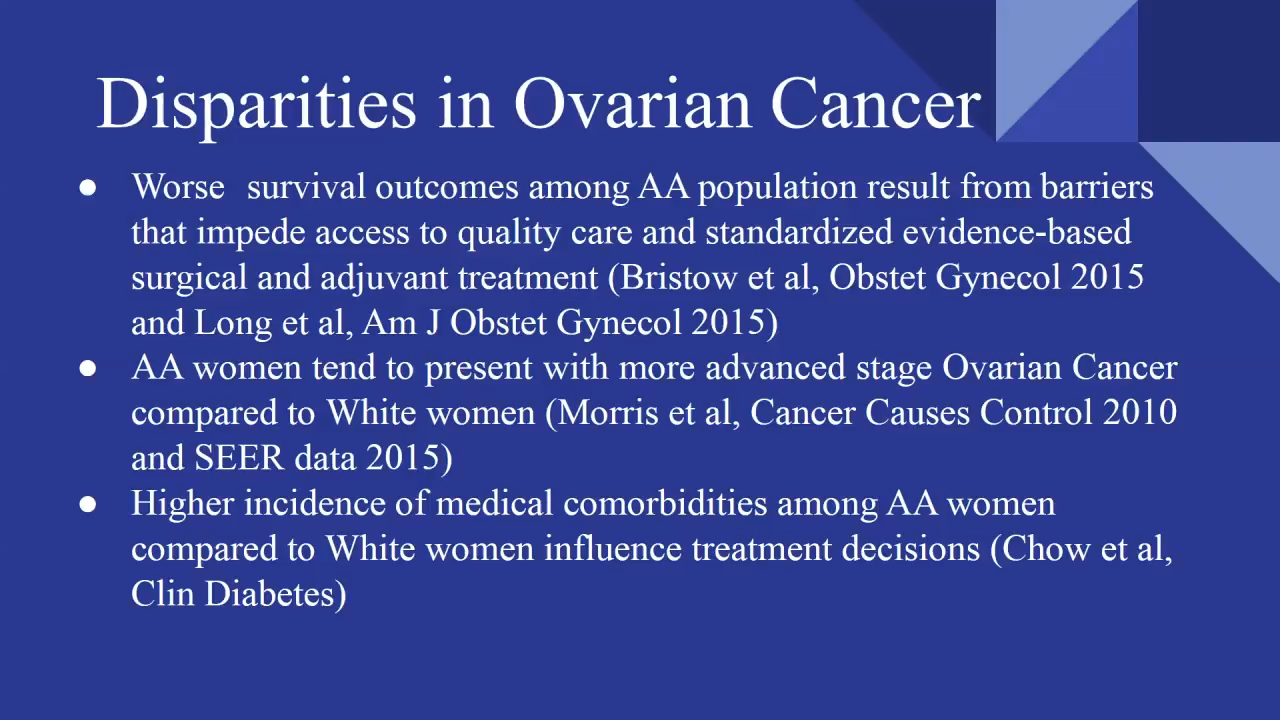 Disparities in Ovarian Cancer
● Worse survival outcomes among AA population result from barriers
that impede access to quality care and standardized evidence-based
surgical and adjuvant treatment (Bristow et al, Obstet Gynecol 2015
and Long et al, Am J Obstet Gynecol 2015)
● AA women tend to present with more advanced stage Ovarian Cancer
compared to White women (Morris et al, Cancer Causes Control 2010
and SEER data 2015)
● Higher incidence of medical comorbidities among AA women
compared to White women influence treatment decisions (Chow et al,
Clin Diabetes)